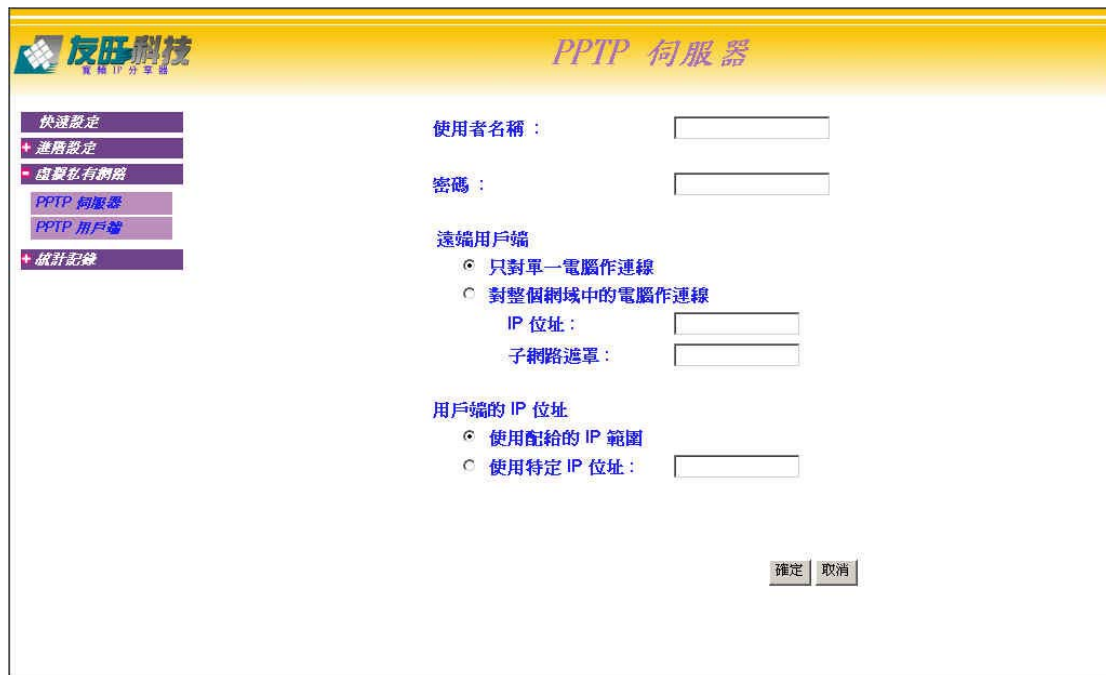 友旺科技
寬頻IP分享器
PPTP 伺服器
快速設定
+ 進階設定
- 虛擬私有網路
PPTP 伺服器
PPTP 用戶端
+ 統計記錄
使用者名稱：
密碼：
遠端用戶端
只對單一電腦作連線
對整個網域中的電腦作連線
IP 位址：
子網路遮罩：
用戶端的 IP 位址
使用配給的 IP 範圍
使用特定 IP 位址：
確定 取消